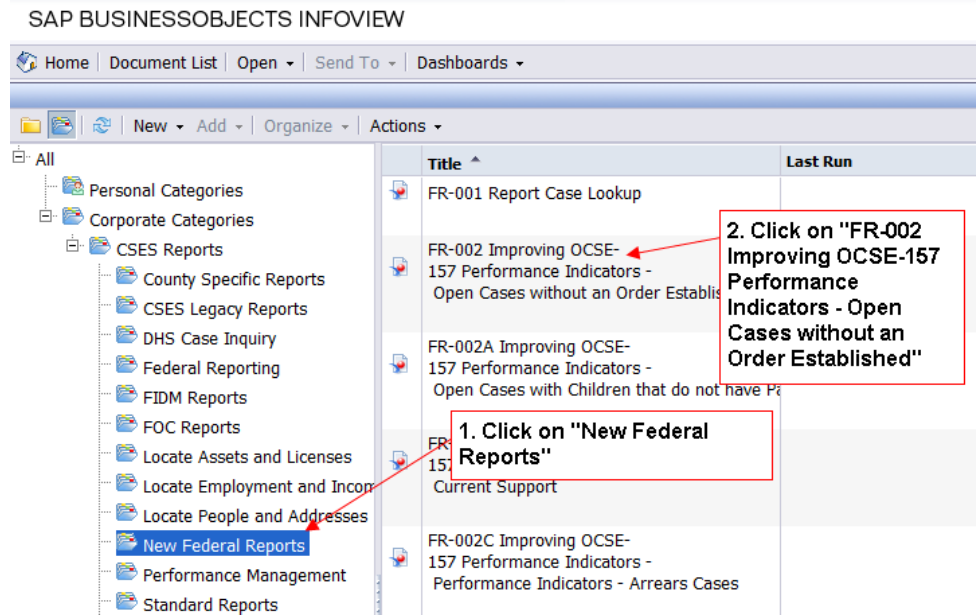 SAP BUSINESSOBJECTS INFOVIEW
Home Document List Open Send To Dashboards
New Add Organize Actions
All
Personal Categories
Corporate Categories
CSES Reports
County Specific Reports
CSES Legacy Reports
DHS Case Inquiry
Federal Reporting
FIDM Reports
FOC Reports
Locate Assets and Licenses
Locate Employment and
Locate People and Addresses
New Federal Reports
Performance Management
Standard Reports
Title Last Run
FR-001 Report Case Lookup
FR-002 Improving OCSE-
157 Performance Indicators -
Open Cases without an Order
FR-002A Improving OCSE-
157 Performance Indicators -
Open Cases with Children that do not have
Current Support
FR-002C Improving OCSE-
157 Performance Indicators -
Performance Indicators - Arrears Cases
1. Click on "New Federal
Reports"
2. Click on "FR-002
Improving OCSE-157
Performance
Indicators - Open
Cases without an
Order Established"